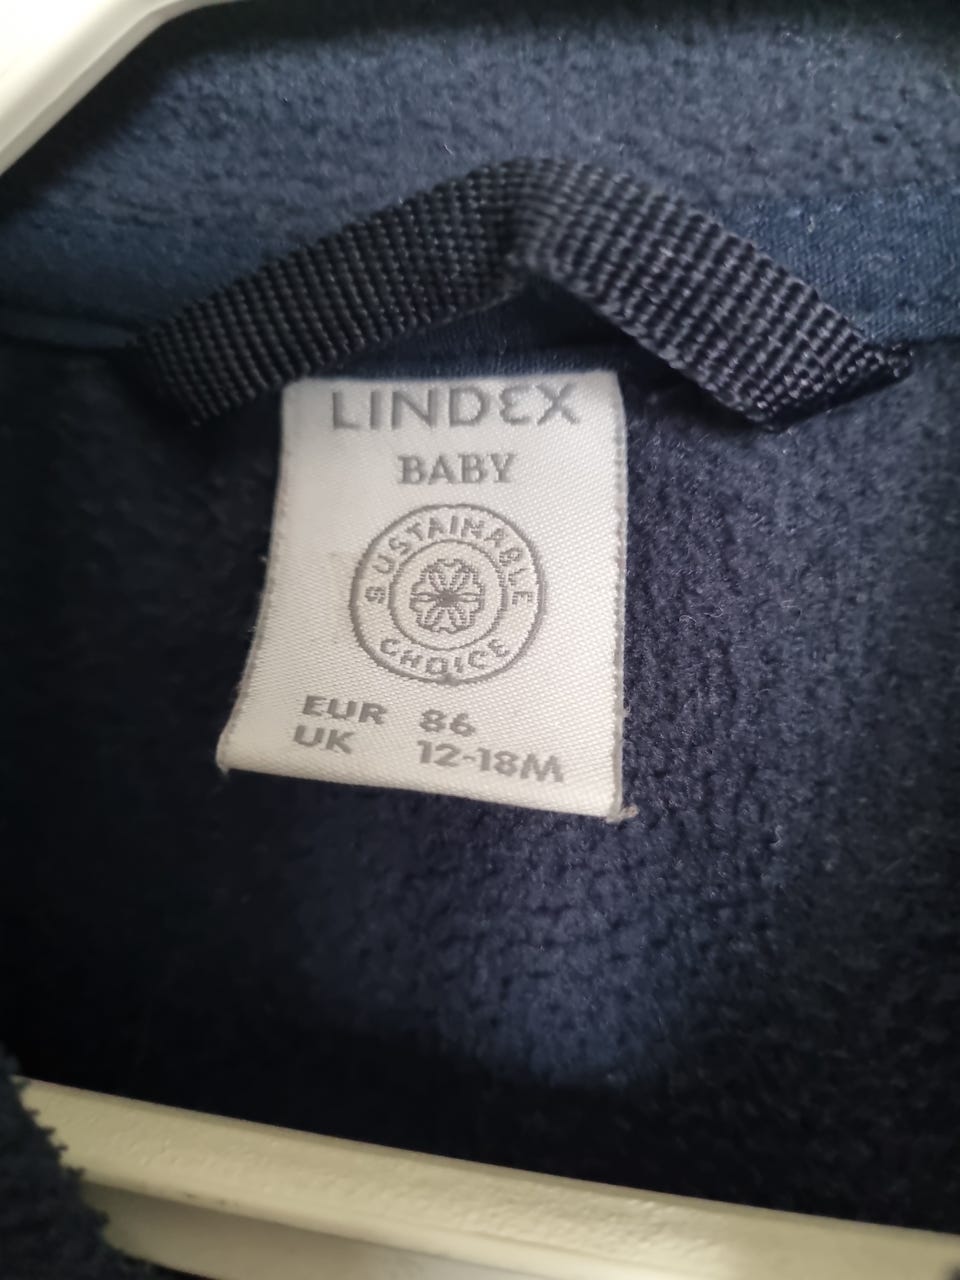 LINDEX
BABY
SUSTAINABLE
CHOICE
EUR 86
UK 12-18M